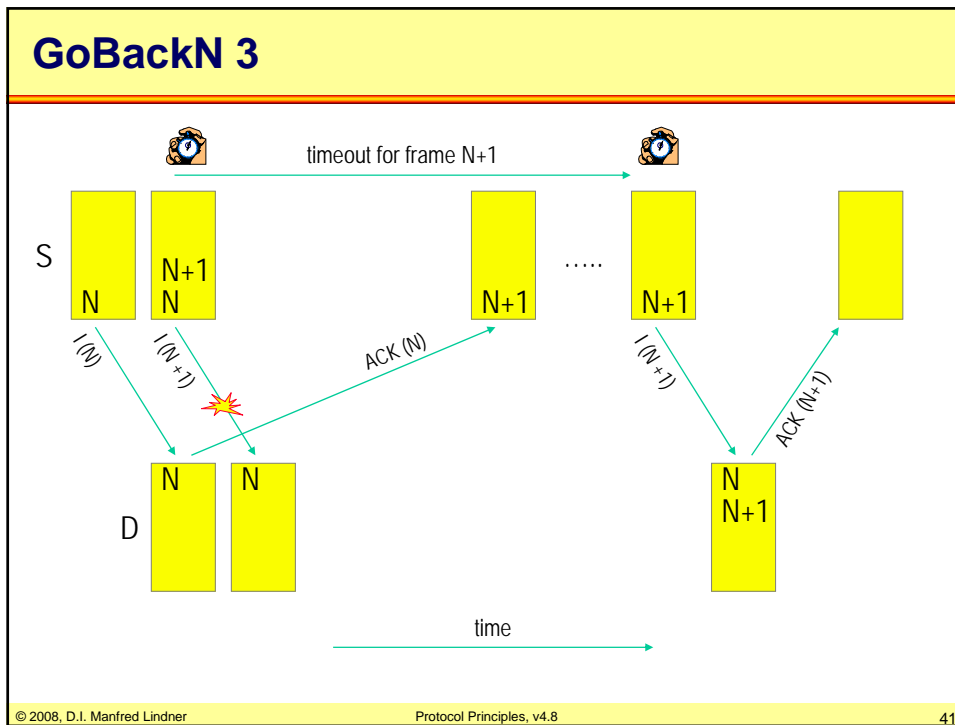 GoBackN 3
timeout for frame N+1
S
N
N+1
N
N+1
.....
N+1
I (N)
I (N +1)
ACK (N)
I (N +1)
ACK (N+1)
D
N
N
N
N+1
time
© 2008, D.I. Manfred Lindner
Protocol Principles, v4.8
41